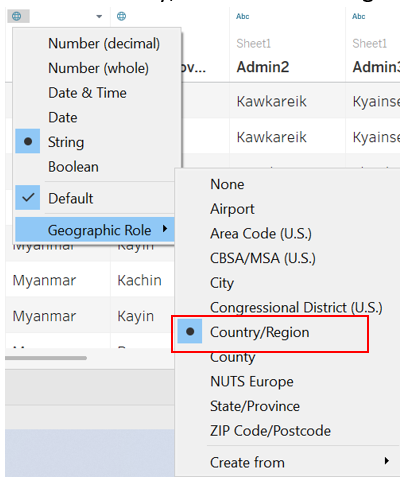 Abc
Abc
Number (decimal)
Sheet1
Sheet1
Number (whole)
ov...
Admin2
Admin3
Date & Time
Kawkareik
Kyainse
Date
String
Kawkareik
Kyainse
Boolean
Default
Geographic Role
None
Airport
Area Code (U.S.)
CBSA/MSA (U.S.)
City
Congressional District (U.S.)
Country/Region
County
NUTS Europe
State/Province
ZIP Code/Postcode
Create from
Myanmar
Kayin
Myanmar
Kachin
Myanmar
Kayin